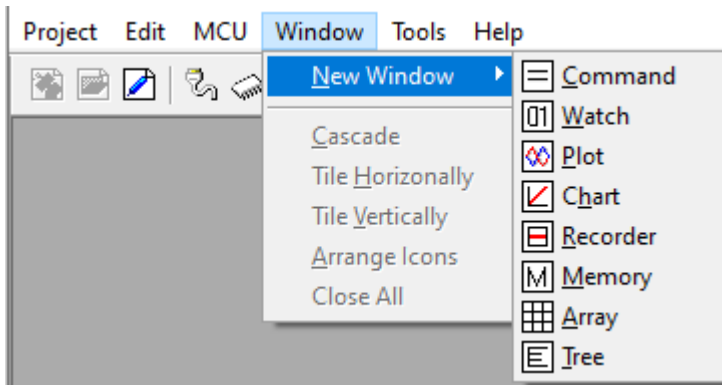 Project Edit MCU Window Tools Help
New Window
Cascade
Tile Horizonally
Tile Vertically
Arrange Icons
Close All
Command
01 Watch
Plot
Chart
Recorder
M Memory
Array
E Tree